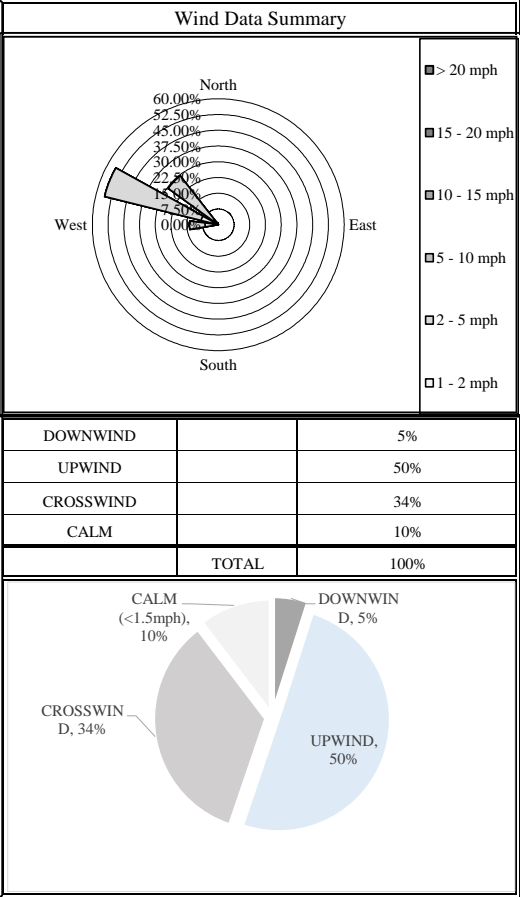 Wind Data Summary
North
60.00%
52.50%
45.00%
37.50%
30.00%
22.50%
15.00%
7.50%
0.00%
West
East
South
> 20 mph
15 - 20 mph
10 - 15 mph
5 - 10 mph
2 - 5 mph
1 - 2 mph
DOWNWIND 5%
UPWIND 50%
CROSSWIND 34%
CALM 10%
TOTAL 100%
CALM
(<1.5mph),
10%
DOWNWIN
D, 5%
CROSSWIN
D, 34%
UPWIND,
50%